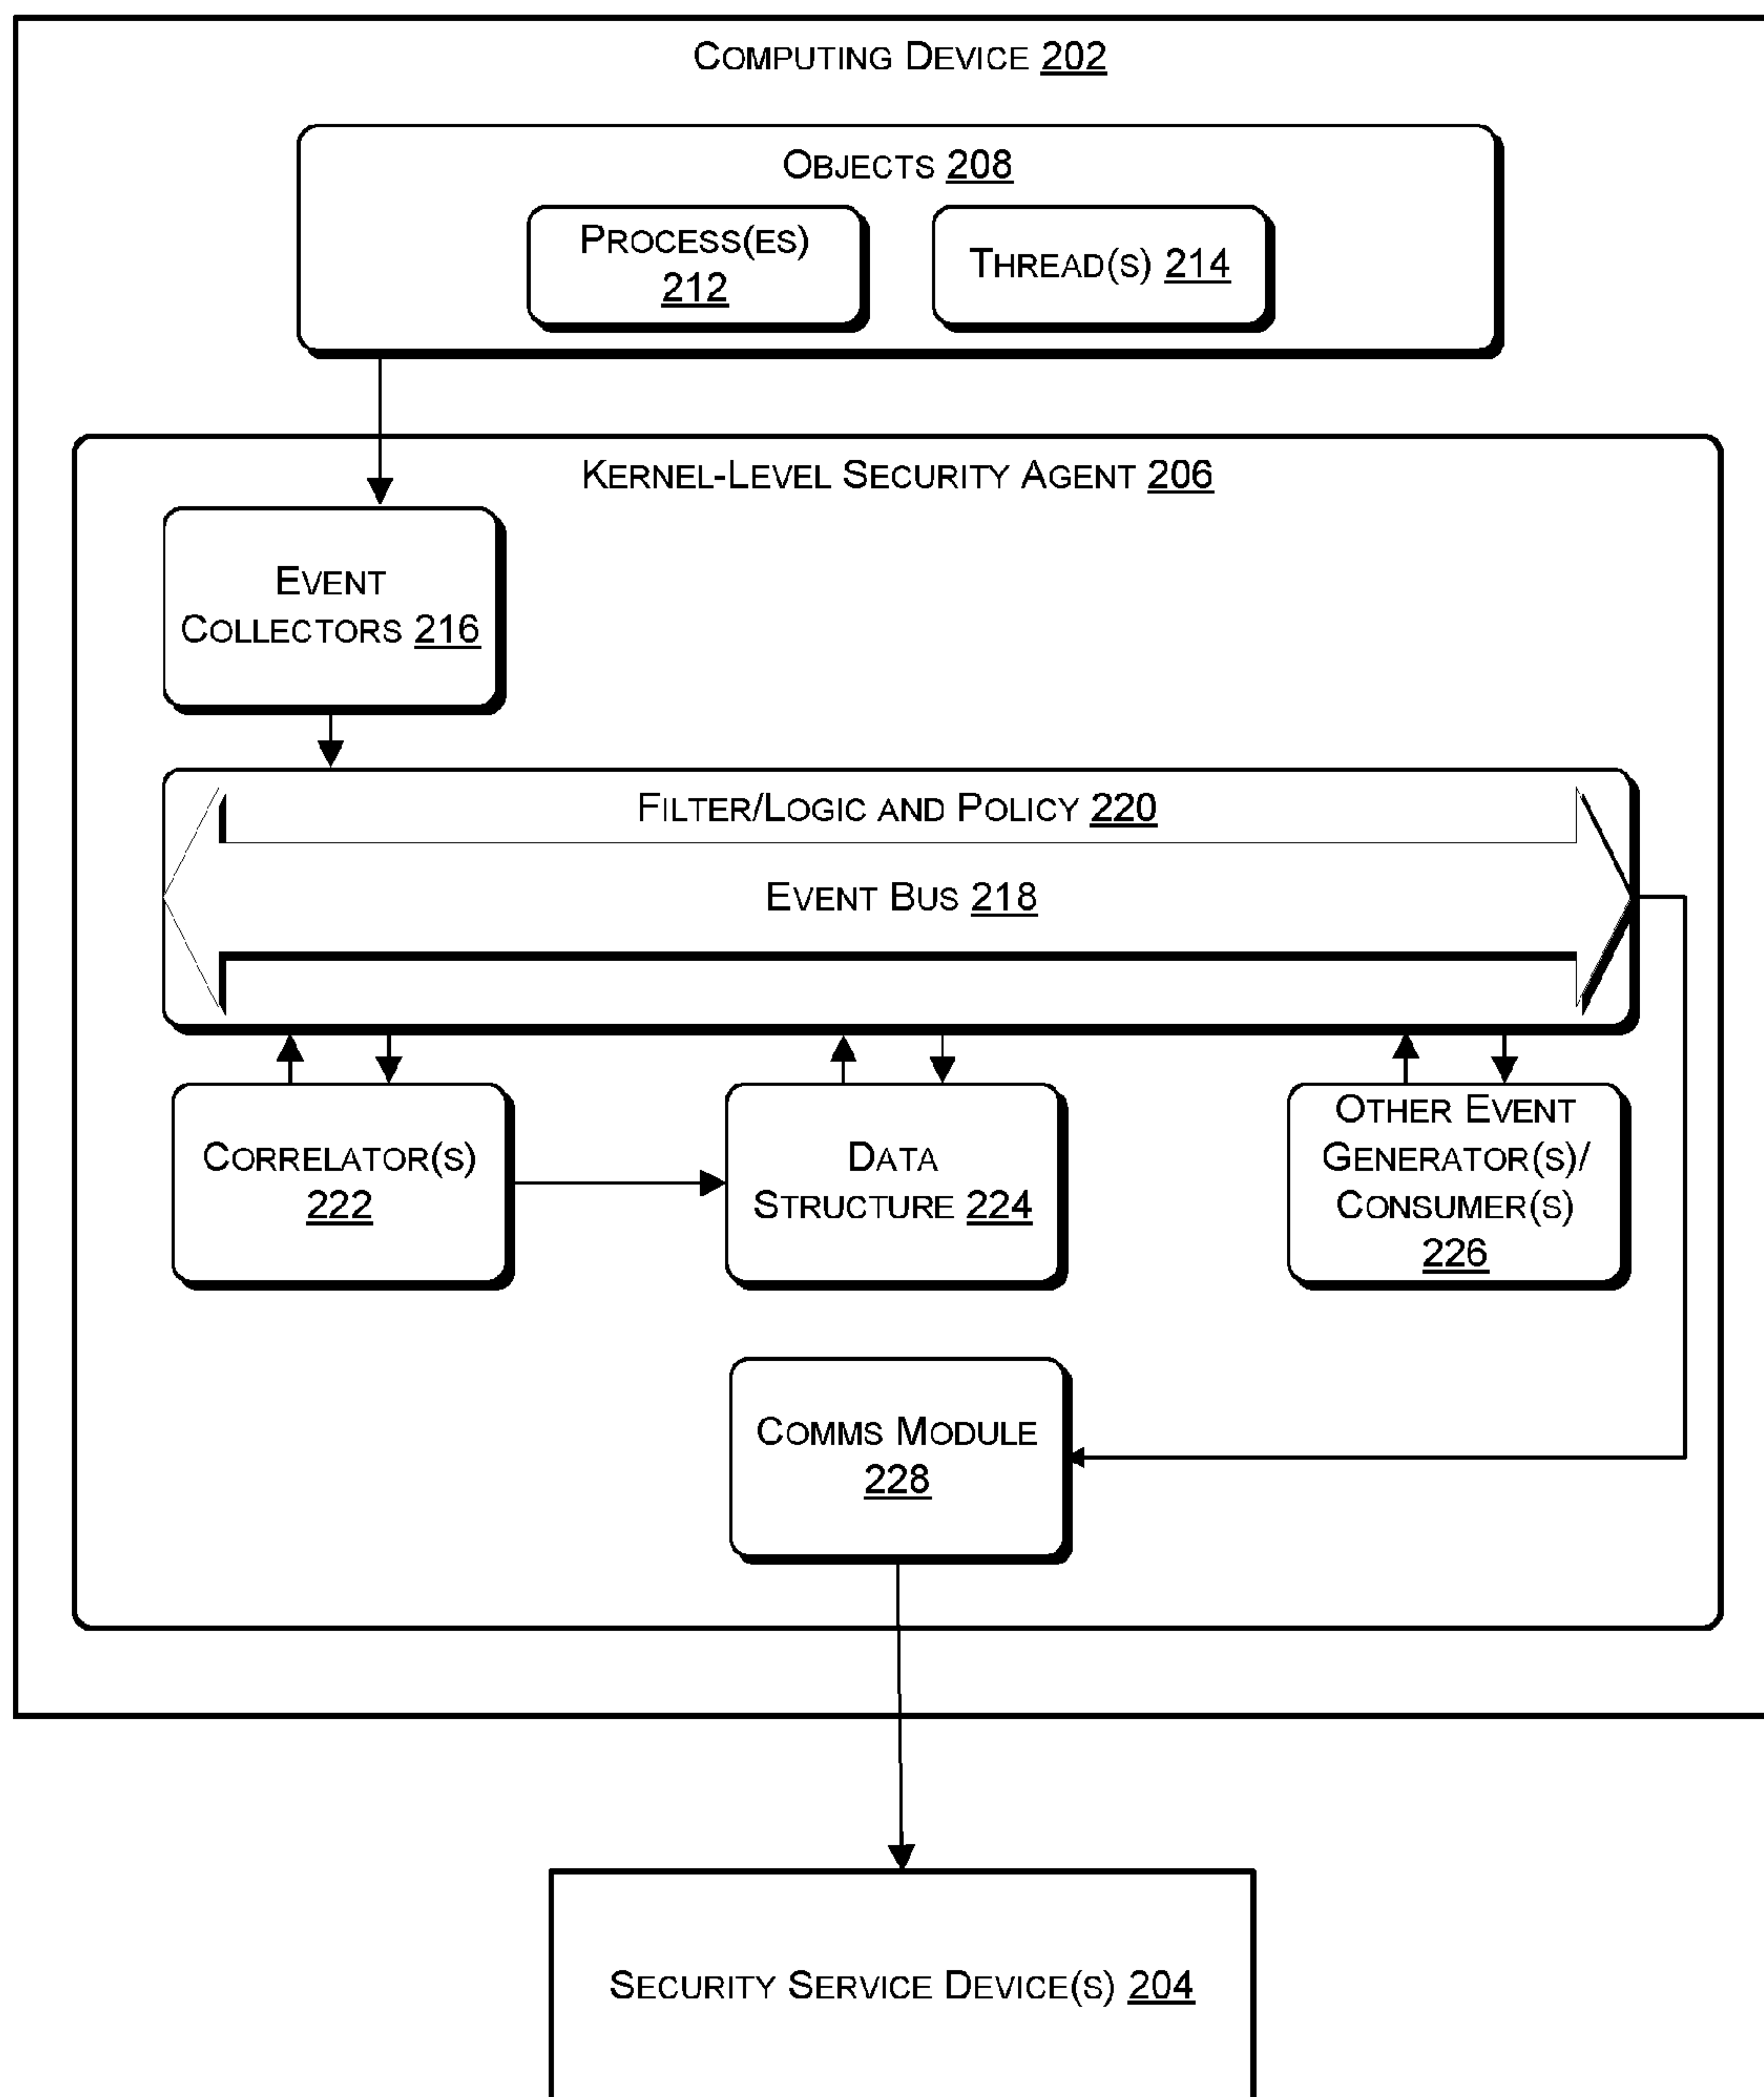 COMPUTING DEVICE 202
OBJECTS 208
PROCESS(ES)
212
THREAD(S) 214
KERNEL-LEVEL SECURITY AGENT 206
EVENT
COLLECTORS 216
FILTER/LOGIC AND POLICY 220
EVENT BUS 218
CORRELATOR(S)
222
DATA
STRUCTURE 224
OTHER EVENT
GENERATOR(S)/
CONSUMER(S)
226
COMMS MODULE
228
SECURITY SERVICE DEVICE(S) 204